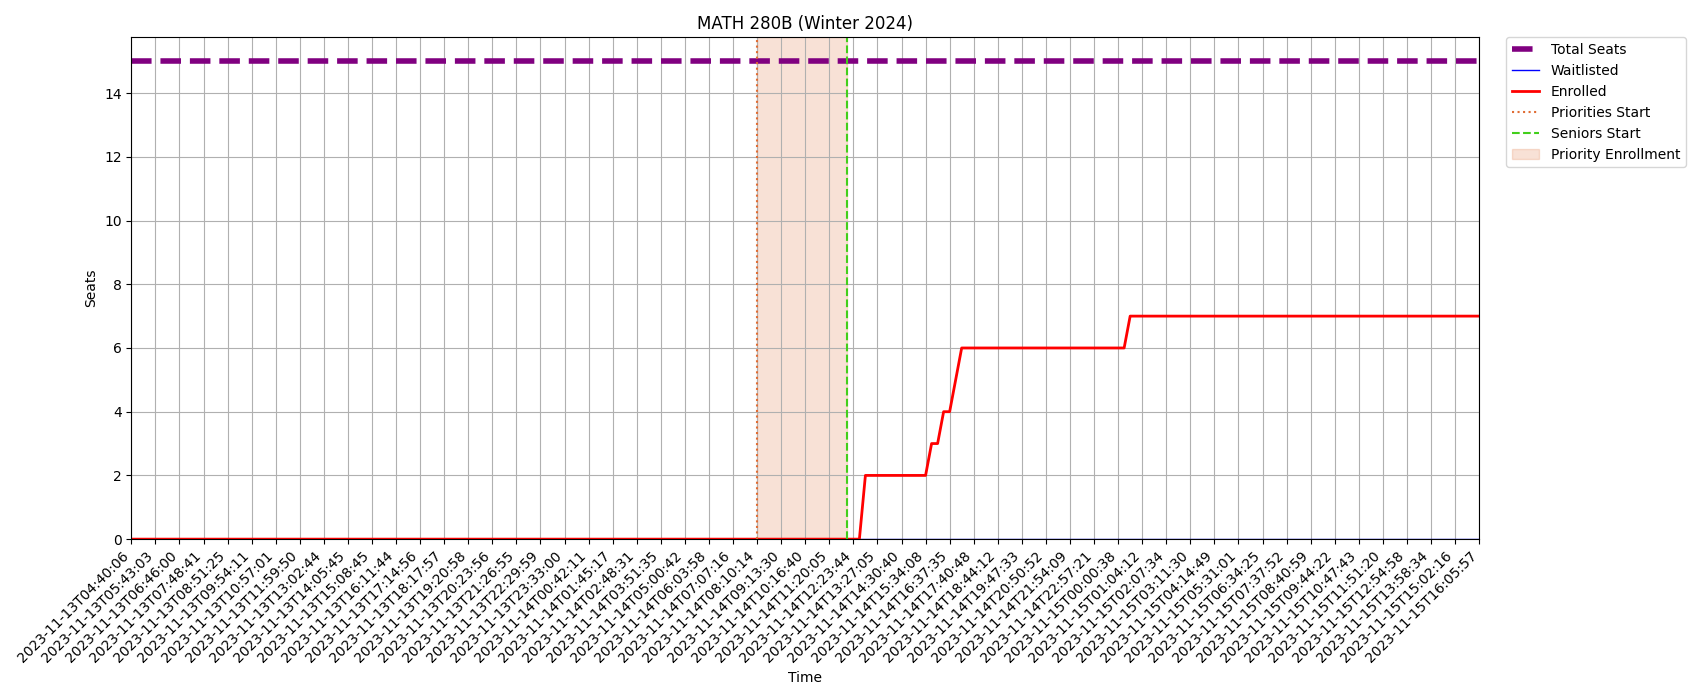 MATH 280B (Winter 2024)
Total Seats
Waitlisted
Enrolled
Priorities Start
Seniors Start
Priority Enrollment
Seats
14
12
10
8
6
4
2
0
2023-11-13T04:40:06
2023-11-13T05:43:03
2023-11-13T06:46:00
2023-11-13T07:48:41
2023-11-13T08:51:25
2023-11-13T09:54:11
2023-11-13T10:57:01
2023-11-13T11:59:50
2023-11-13T13:02:44
2023-11-13T14:05:45
2023-11-13T15:08:45
2023-11-13T16:11:44
2023-11-13T17:14:56
2023-11-13T18:17:57
2023-11-13T19:20:58
2023-11-13T20:23:56
2023-11-13T21:26:55
2023-11-13T22:29:59
2023-11-13T23:33:00
2023-11-14T00:42:11
2023-11-14T01:45:17
2023-11-14T02:48:31
2023-11-14T03:51:35
2023-11-14T05:00:42
2023-11-14T06:03:58
2023-11-14T07:07:16
2023-11-14T08:10:14
2023-11-14T09:13:30
2023-11-14T10:16:40
2023-11-14T11:20:05
2023-11-14T12:23:44
2023-11-14T13:27:05
2023-11-14T14:30:40
2023-11-14T15:34:08
2023-11-14T16:37:35
2023-11-14T17:40:48
2023-11-14T18:44:12
2023-11-14T19:47:33
2023-11-14T20:50:52
2023-11-14T21:54:09
2023-11-14T22:57:21
2023-11-15T00:00:38
2023-11-15T01:04:12
2023-11-15T02:07:34
2023-11-15T03:11:30
2023-11-15T04:14:49
2023-11-15T05:31:01
2023-11-15T06:34:25
2023-11-15T07:37:52
2023-11-15T08:40:59
2023-11-15T09:44:22
2023-11-15T10:47:43
2023-11-15T11:51:20
2023-11-15T12:54:58
2023-11-15T13:58:34
2023-11-15T15:02:16
2023-11-15T16:05:57
Time